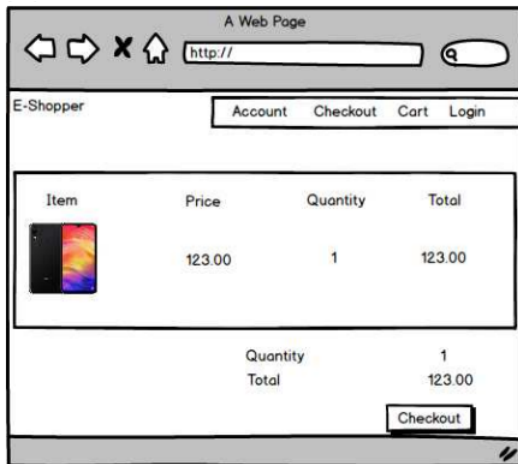 A Web Page
http://
E-Shopper
Account Checkout Cart Login
Item Price Quantity Total
123.00 1 123.00
Quantity 1
Total 123.00
Checkout